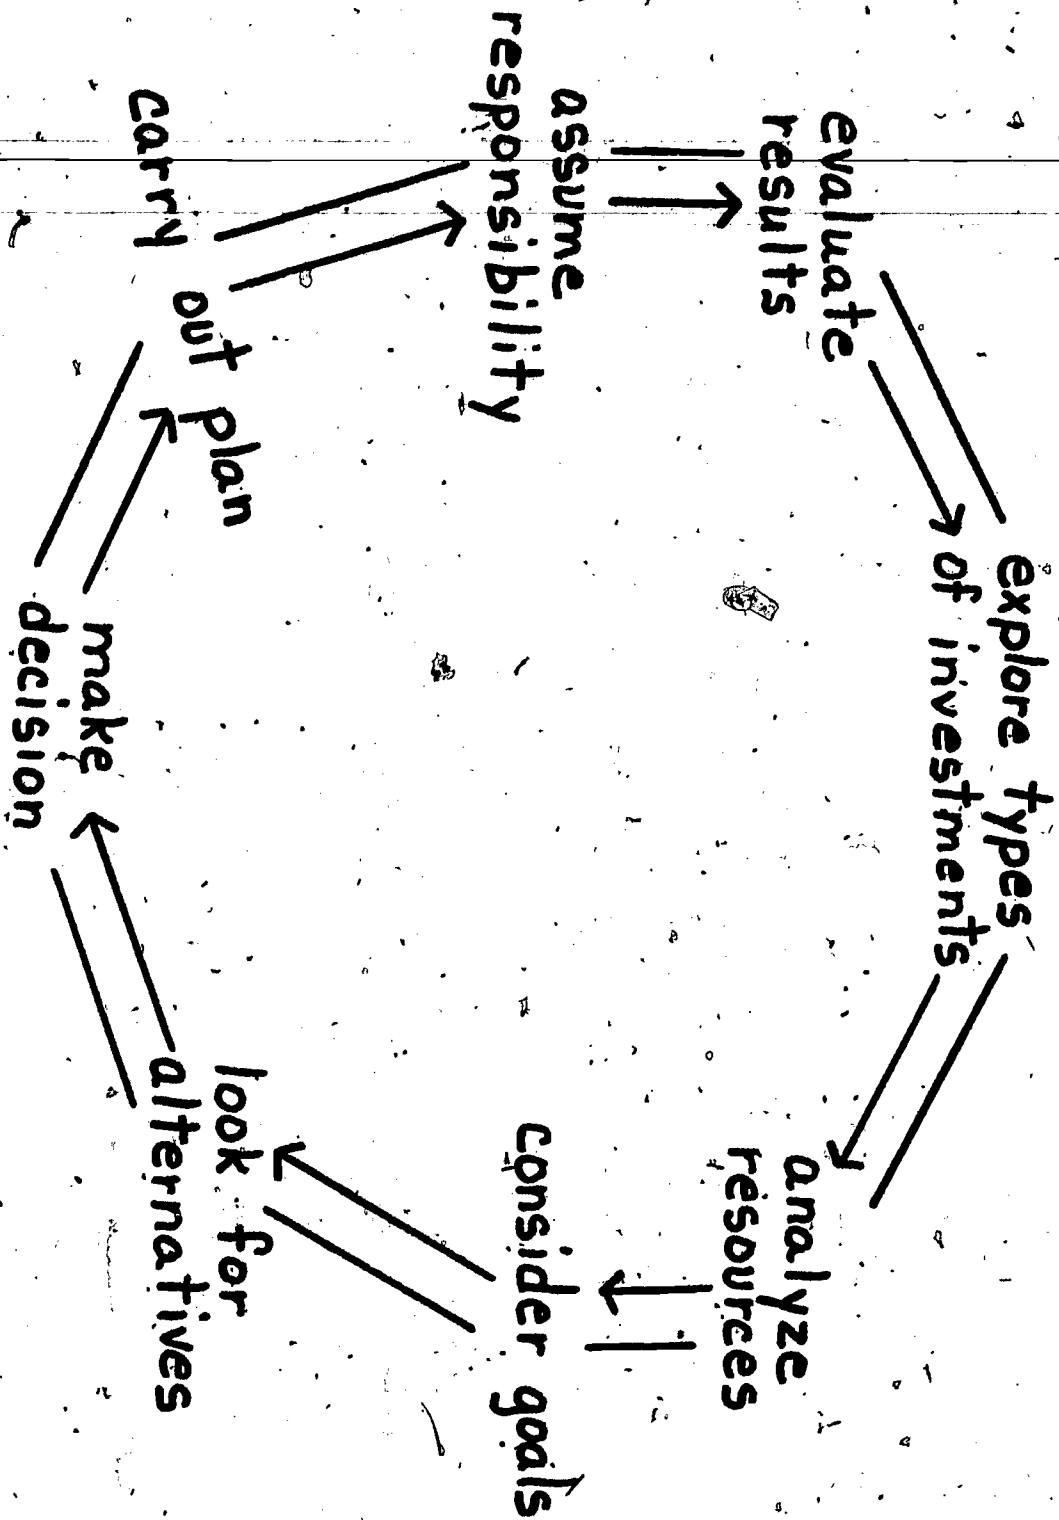 explore types
of investments
analyze
resources
consider goals
look for
alternatives
make
decision
carry out plan
assume
responsibility
evaluate
results